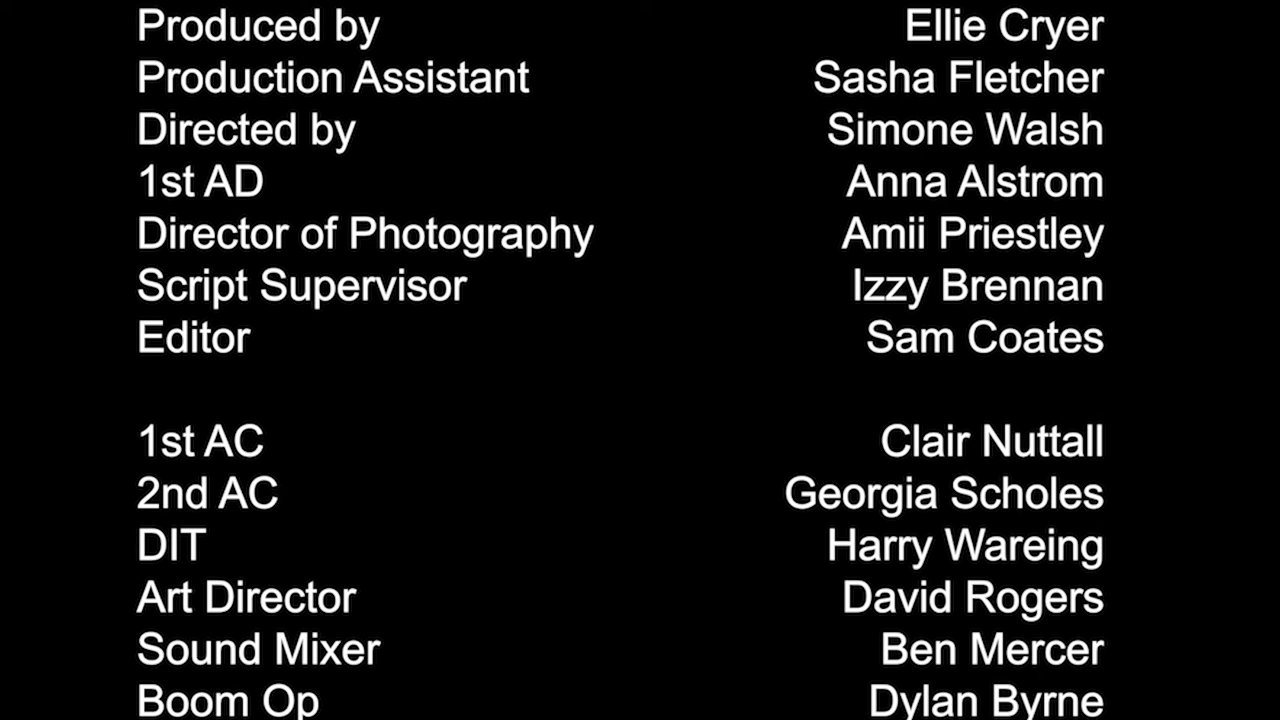 Produced by Ellie Cryer
Production Assistant Sasha Fletcher
Directed by Simone Walsh
1st AD Anna Alstrom
Director of Photography Amii Priestley
Script Supervisor Izzy Brennan
Editor Sam Coates
1st AC Clair Nuttall
2nd AC Georgia Scholes
DIT Harry Wareing
Art Director David Rogers
Sound Mixer Ben Mercer
Boom Op Dylan Byrne